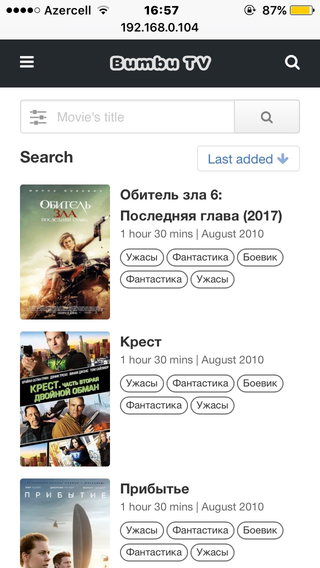 Azercell 16:57 87%
192.168.0.104
Bumbu TV
Movie's title
Search
Last added
ОБИТЕЛЬ
ЗЛА
ПОСЛЕДНЯЯ ГЛАВА
Обитель зла 6:
Последняя глава (2017)
1 hour 30 mins | August 2010
Ужасы Фантастика Боевик
Фантастика Ужасы
КРЕСТ. ЧАСТЬ ВТОРАЯ
ДВОЙНОЙ ОБМАН
Крест
1 hour 30 mins | August 2010
Ужасы Фантастика Боевик
Фантастика Ужасы
ПРИБЫТИЕ
Прибытье
1 hour 30 mins | August 2010
Ужасы Фантастика Боевик
Фантастика Ужасы